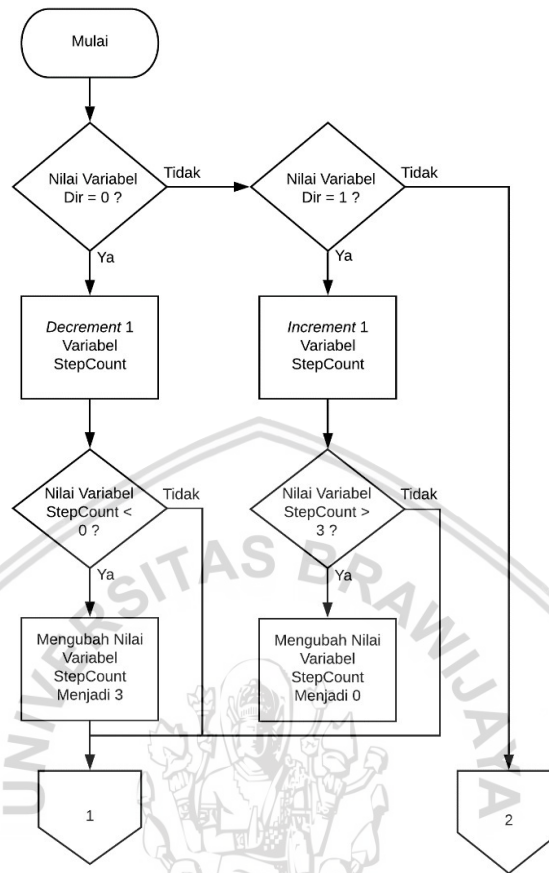 Mulai
Nilai Variabel
Dir = 0 ?
Tidak
Ya
Nilai Variabel
Dir = 1 ?
Tidak
Ya
Decrement 1
Variabel
StepCount
Increment 1
Variabel
StepCount
Nilai Variabel
StepCount <
0 ?
Tidak
Ya
Nilai Variabel
StepCount >
3 ?
Tidak
Ya
Mengubah Nilai
Variabel
StepCount
Menjadi 3
Mengubah Nilai
Variabel
StepCount
Menjadi 0
1
2
UNIVERSITAS BRAWIJAYA